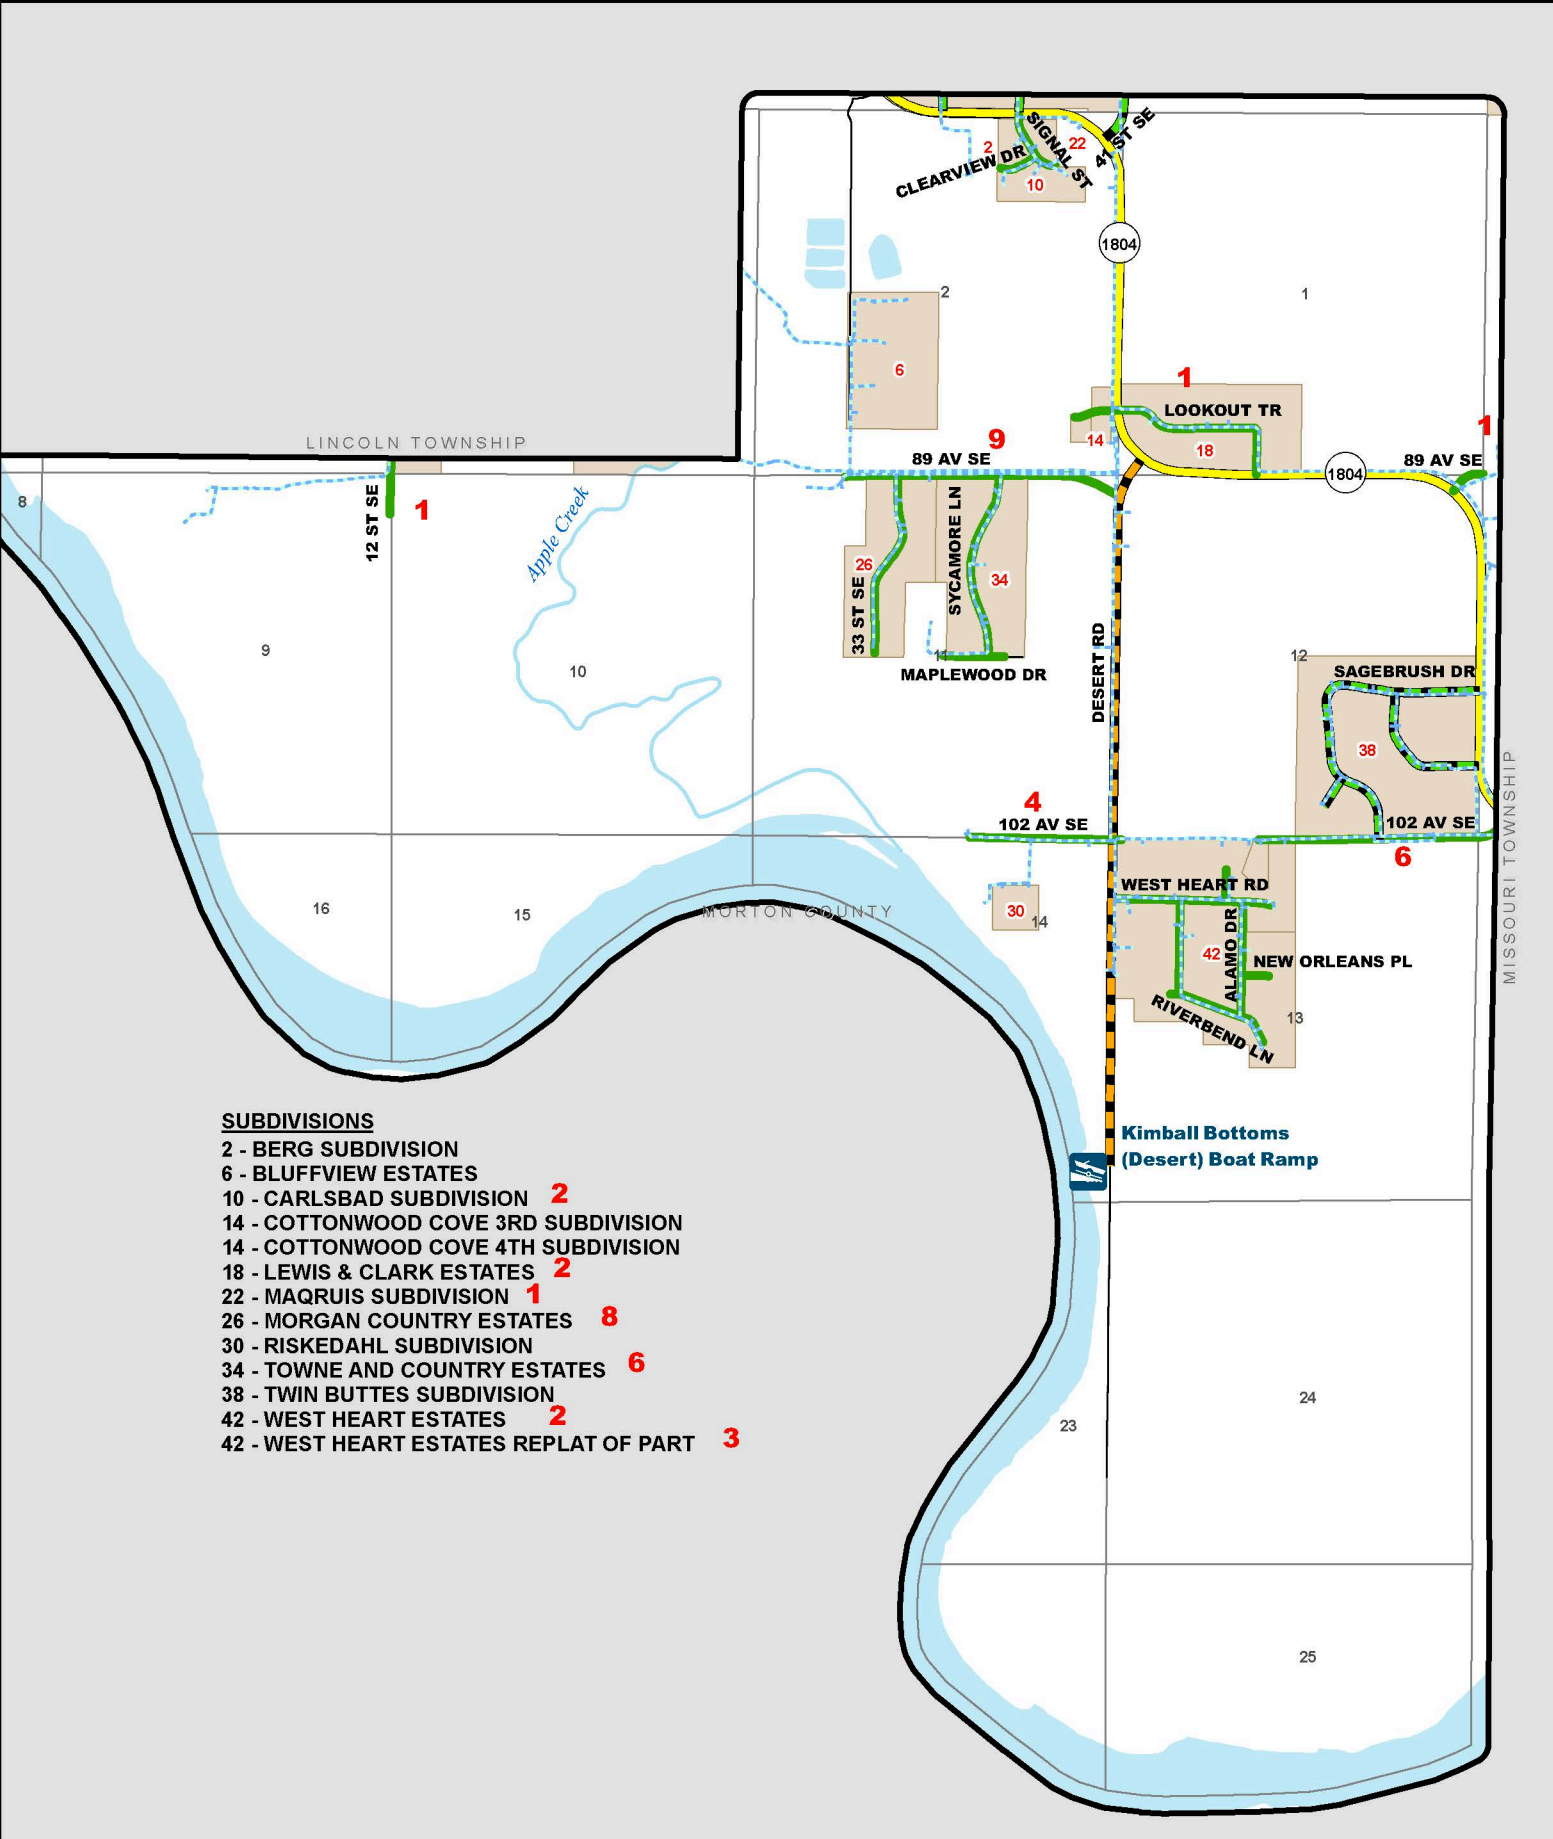 41 ST SE
SIGNAL ST
22
2
CLEARVIEW DR
10
1804
2
1
6
1
LOOKOUT TR
14
18
9
89 AV SE
1
89 AV SE
1804
LINCOLN TOWNSHIP
8
12 ST SE
1
Apple Creek
SYCAMORE LN
26
34
33 ST SE
9
10
11
MAPLEWOOD DR
DESERT RD
12
SAGEBRUSH DR
38
MISSOURI TOWNSHIP
4
102 AV SE
102 AV SE
6
WEST HEART RD
16
15
MORTON COUNTY
30
14
42
ALAMO DR
NEW ORLEANS PL
RIVERBEND LN
13
Kimball Bottoms
(Desert) Boat Ramp
SUBDIVISIONS
2 - BERG SUBDIVISION
6 - BLUFFVIEW ESTATES
10 - CARLSBAD SUBDIVISION 2
14 - COTTONWOOD COVE 3RD SUBDIVISION
14 - COTTONWOOD COVE 4TH SUBDIVISION
18 - LEWIS & CLARK ESTATES 2
22 - MAQRUIS SUBDIVISION 1
26 - MORGAN COUNTRY ESTATES 8
30 - RISKEDAHL SUBDIVISION
34 - TOWNE AND COUNTRY ESTATES 6
38 - TWIN BUTTES SUBDIVISION
42 - WEST HEART ESTATES 2
42 - WEST HEART ESTATES REPLAT OF PART 3
23
24
25